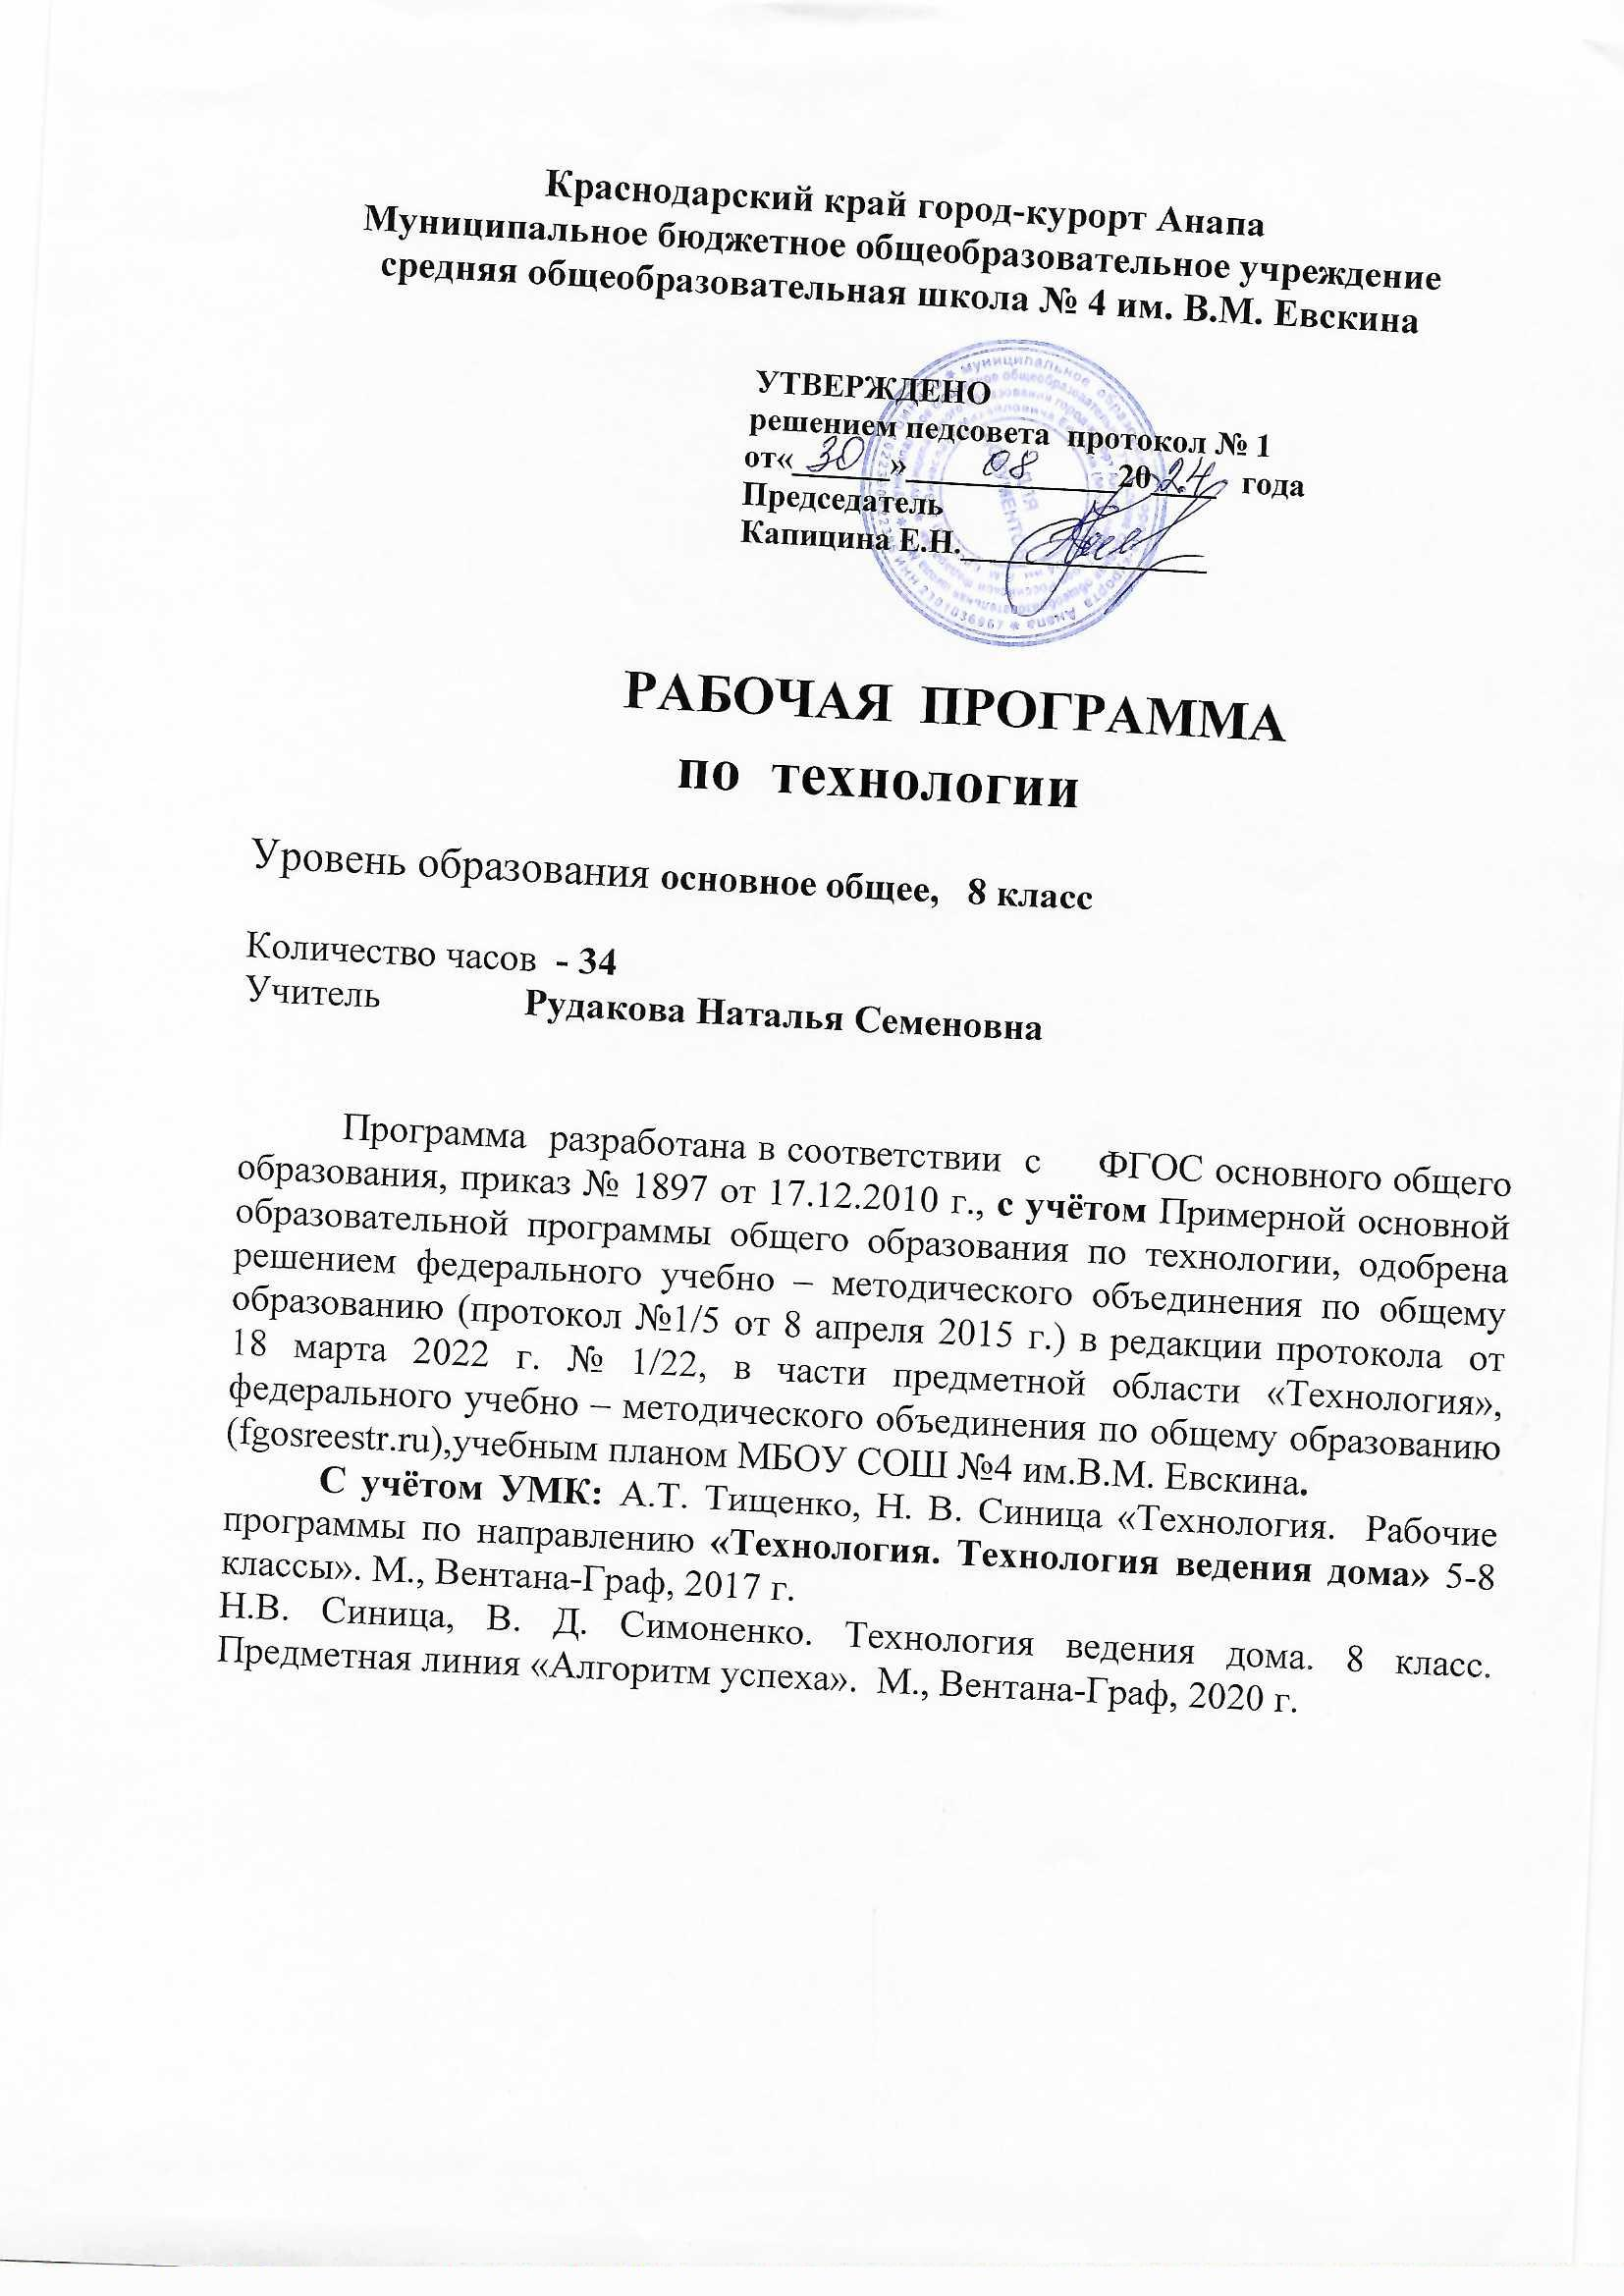 Краснодарский край город-курорт Анапа
Муниципальное бюджетное общеобразовательное учреждение
средняя общеобразовательная школа № 4 им. В.М. Евскина
УТВЕРЖДЕНО
решением педсовета протокол № 1
от« 30 » 08 2024 года
Председатель
Капицина Е.Н.
РАБОЧАЯ ПРОГРАММА
по технологии
Уровень образования основное общее, 8 класс
Количество часов - 34
Учитель Рудакова Наталья Семеновна
Программа разработана в соответствии с ФГОС основного общего
образования, приказ № 1897 от 17.12.2010 г., с учётом Примерной основной
образовательной программы общего образования по технологии, одобрена
решением федерального учебно – методического объединения по общему
образованию (протокол №1/5 от 8 апреля 2015 г.) в редакции протокола от
18 марта 2022 г. № 1/22, в части предметной области «Технология»,
федерального учебно – методического объединения по общему образованию
(fgosreestr.ru),учебным планом МБОУ СОШ №4 им.В.М. Евскина.
С учётом УМК: А.Т. Тищенко, Н. В. Синица «Технология. Рабочие
программы по направлению «Технология. Технология ведения дома» 5-8
классы». М., Вентана-Граф, 2017 г.
Н.В. Синица, В. Д. Симоненко. Технология ведения дома. 8 класс.
Предметная линия «Алгоритм успеха». М., Вентана-Граф, 2020 г.